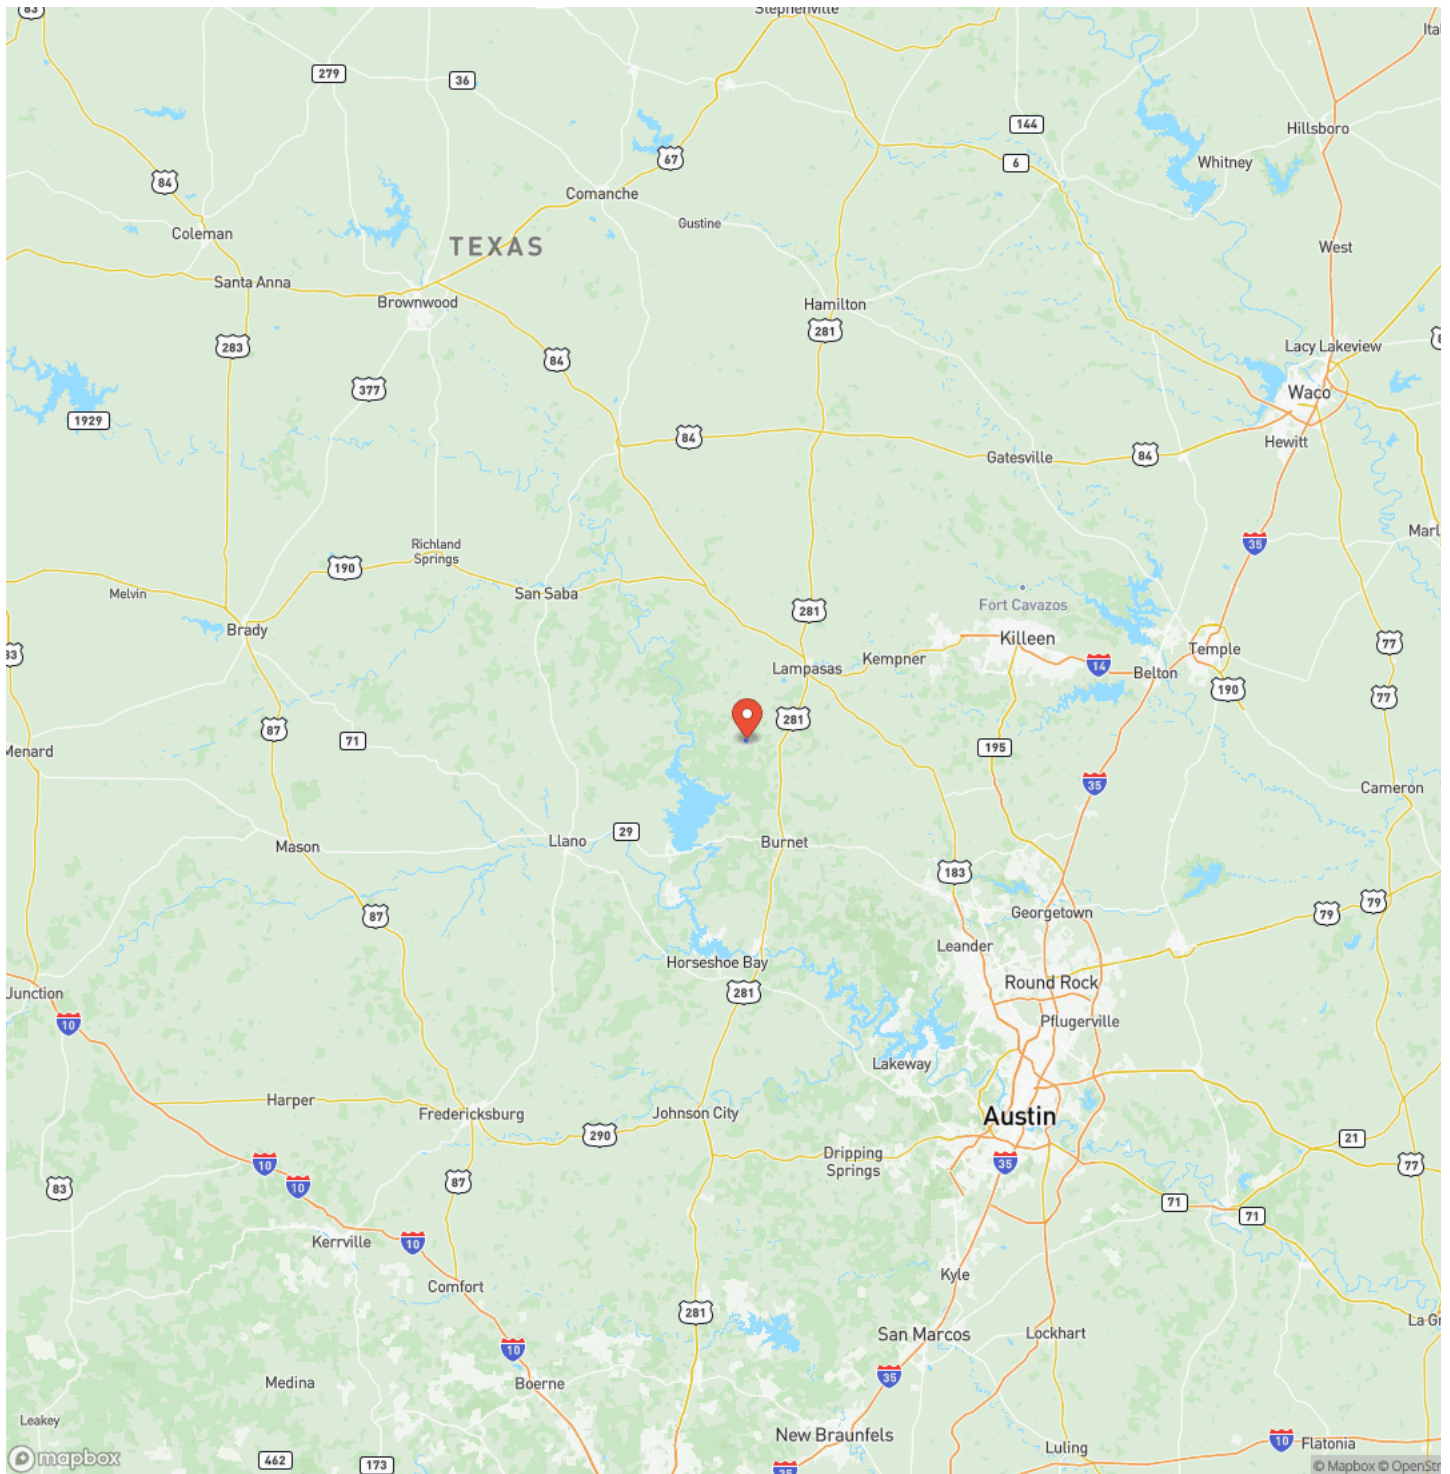 83
Stephenville
279
36
144
Hillsboro
67
6
Whitney
84
Comanche
Gustine
Coleman
TEXAS
West
Santa Anna
Brownwood
Hamilton
281
283
Lacy Lakeview
84
377
Waco
1929
84
Hewitt
Gatesville
84
Richland
Springs
35
190
Melvin
San Saba
281
Fort Cavazos
Brady
Killeen
77
Kempner
Temple
Lampasas
14
Belton
190
77
87
281
71
195
Menard
35
Cameron
29
Llano
Burnet
Mason
183
79
79
87
Georgetown
Leander
Horseshoe Bay
Round Rock
Junction
281
10
Pflugerville
Lakeway
Harper
Fredericksburg
Johnson City
Austin
290
21
Dripping
Springs
35
10
77
87
10
83
71
71
Kerrville
10
Kyle
Comfort
281
San Marcos
Lockhart
10
35
Medina
Boerne
Leakey
New Braunfels
10
Flatonia
Luling
mapbox
462
173
35
© Mapbox © OpenStr